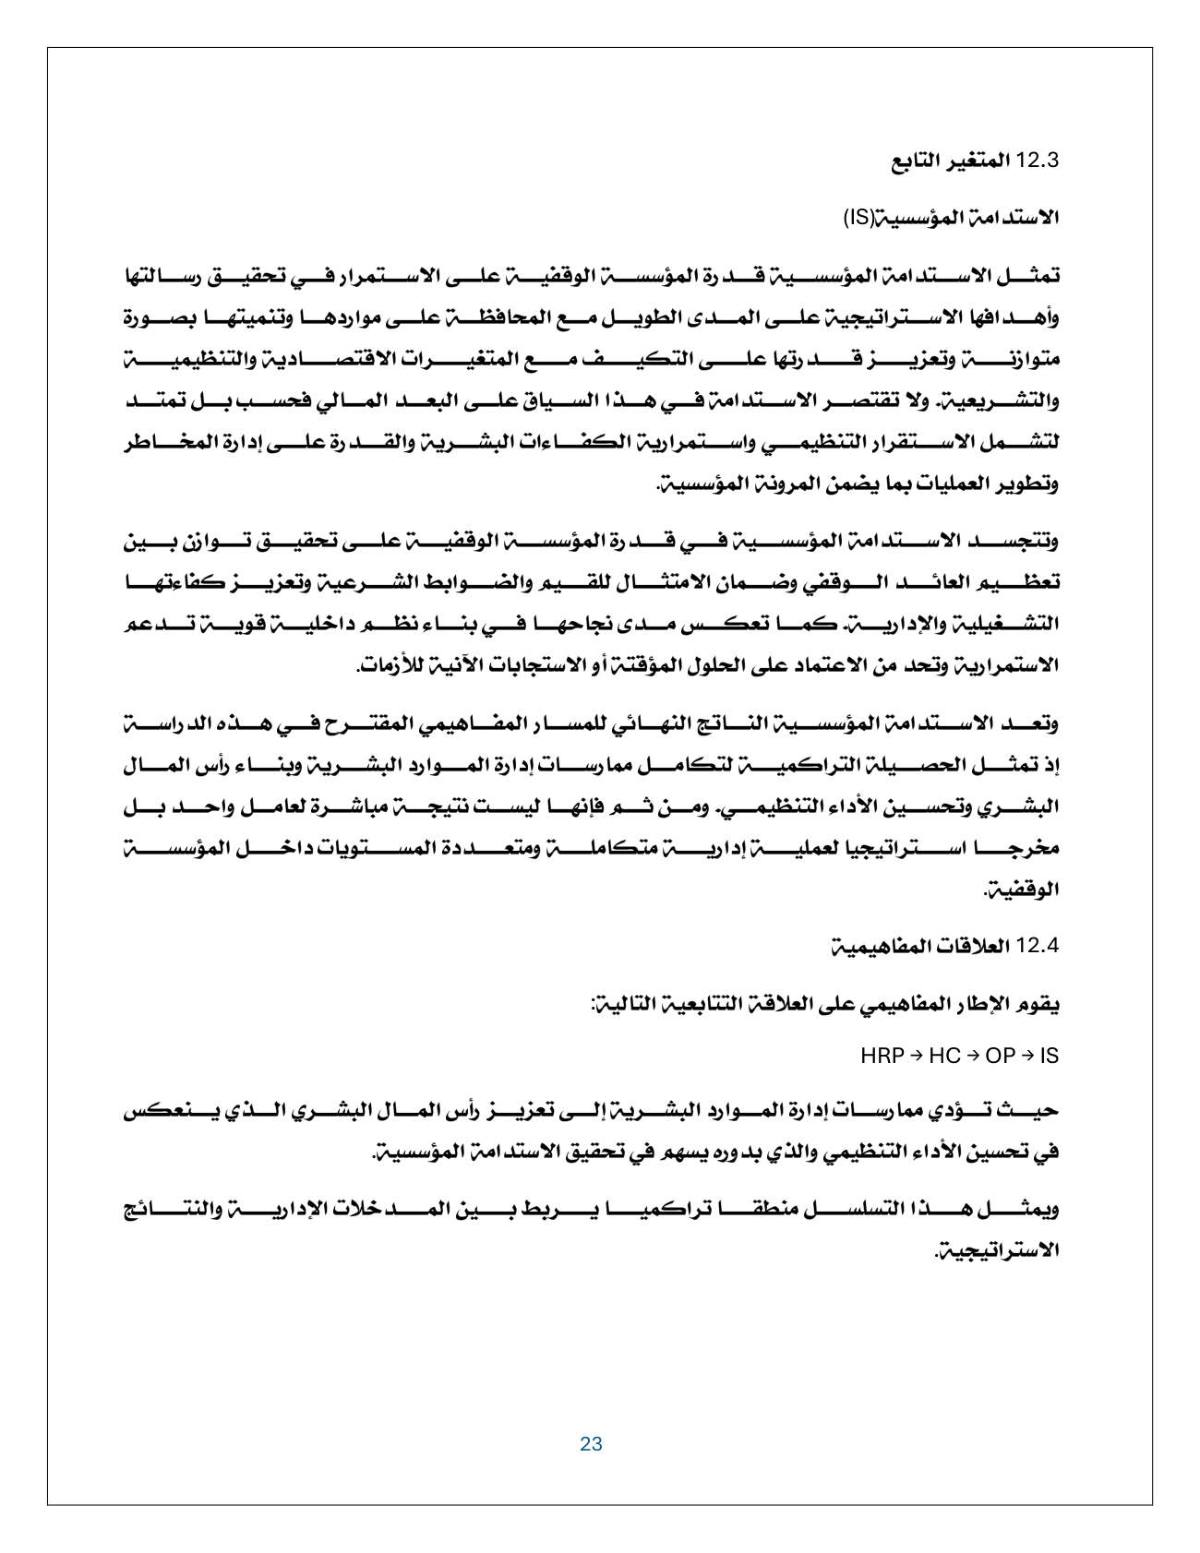 12.3 المتغير التابع
الاستدامة المؤسسية(IS)
تمثل الاستدامة المؤسسية قدرة المؤسسة الوقفية على الاستمرار في تحقيق رسالتها
وأهدافها الاستراتيجية على المدى الطويل مع المحافظة على مواردها وتنميتها بصورة
متوازنة وتعزيز قدرتها على التكيف مع المتغيرات الاقتصادية والتنظيمية
والتشريعية. ولا تقتصر الاستدامة في هذا السياق على البعد المالي فحسب بل تمتد
لتشمل الاستقرار التنظيمي واستمرارية الكفاءات البشرية والقدرة على إدارة المخاطر
وتطوير العمليات بما يضمن المرونة المؤسسية.
وتتجسد الاستدامة المؤسسية في قدرة المؤسسة الوقفية على تحقيق توازن بين
تعظيم العائد الوقفي وضمان الامتثال للقيم والضوابط الشرعية وتعزيز كفاءتها
التشغيلية والإدارية. كما تعكس مدى نجاحها في بناء نظم داخلية قوية تدعم
الاستمرارية وتحد من الاعتماد على الحلول المؤقتة أو الاستجابات الآنية للأزمات.
وتعد الاستدامة المؤسسية الناتج النهائي للمسار المفاهيمي المقترح في هذه الدراسة
إذ تمثل الحصيلة التراكمية لتكامل ممارسات إدارة الموارد البشرية وبناء رأس المال
البشري وتحسين الأداء التنظيمي. ومن ثم فإنها ليست نتيجة مباشرة لعامل واحد بل
مخرجا استراتيجيا لعملية إدارية متكاملة ومتعددة المستويات داخل المؤسسة
الوقفية.
12.4 العلاقات المفاهيمية
يقوم الإطار المفاهيمي على العلاقة التتابعية التالية:
HRP → HC → OP → IS
حيث تؤدي ممارسات إدارة الموارد البشرية إلى تعزيز رأس المال البشري الذي ينعكس
في تحسين الأداء التنظيمي والذي بدوره يسهم في تحقيق الاستدامة المؤسسية.
ويمثل هذا التسلسل منطقا تراكميا يربط بين المدخلات الإدارية والنتائج
الاستراتيجية.
23